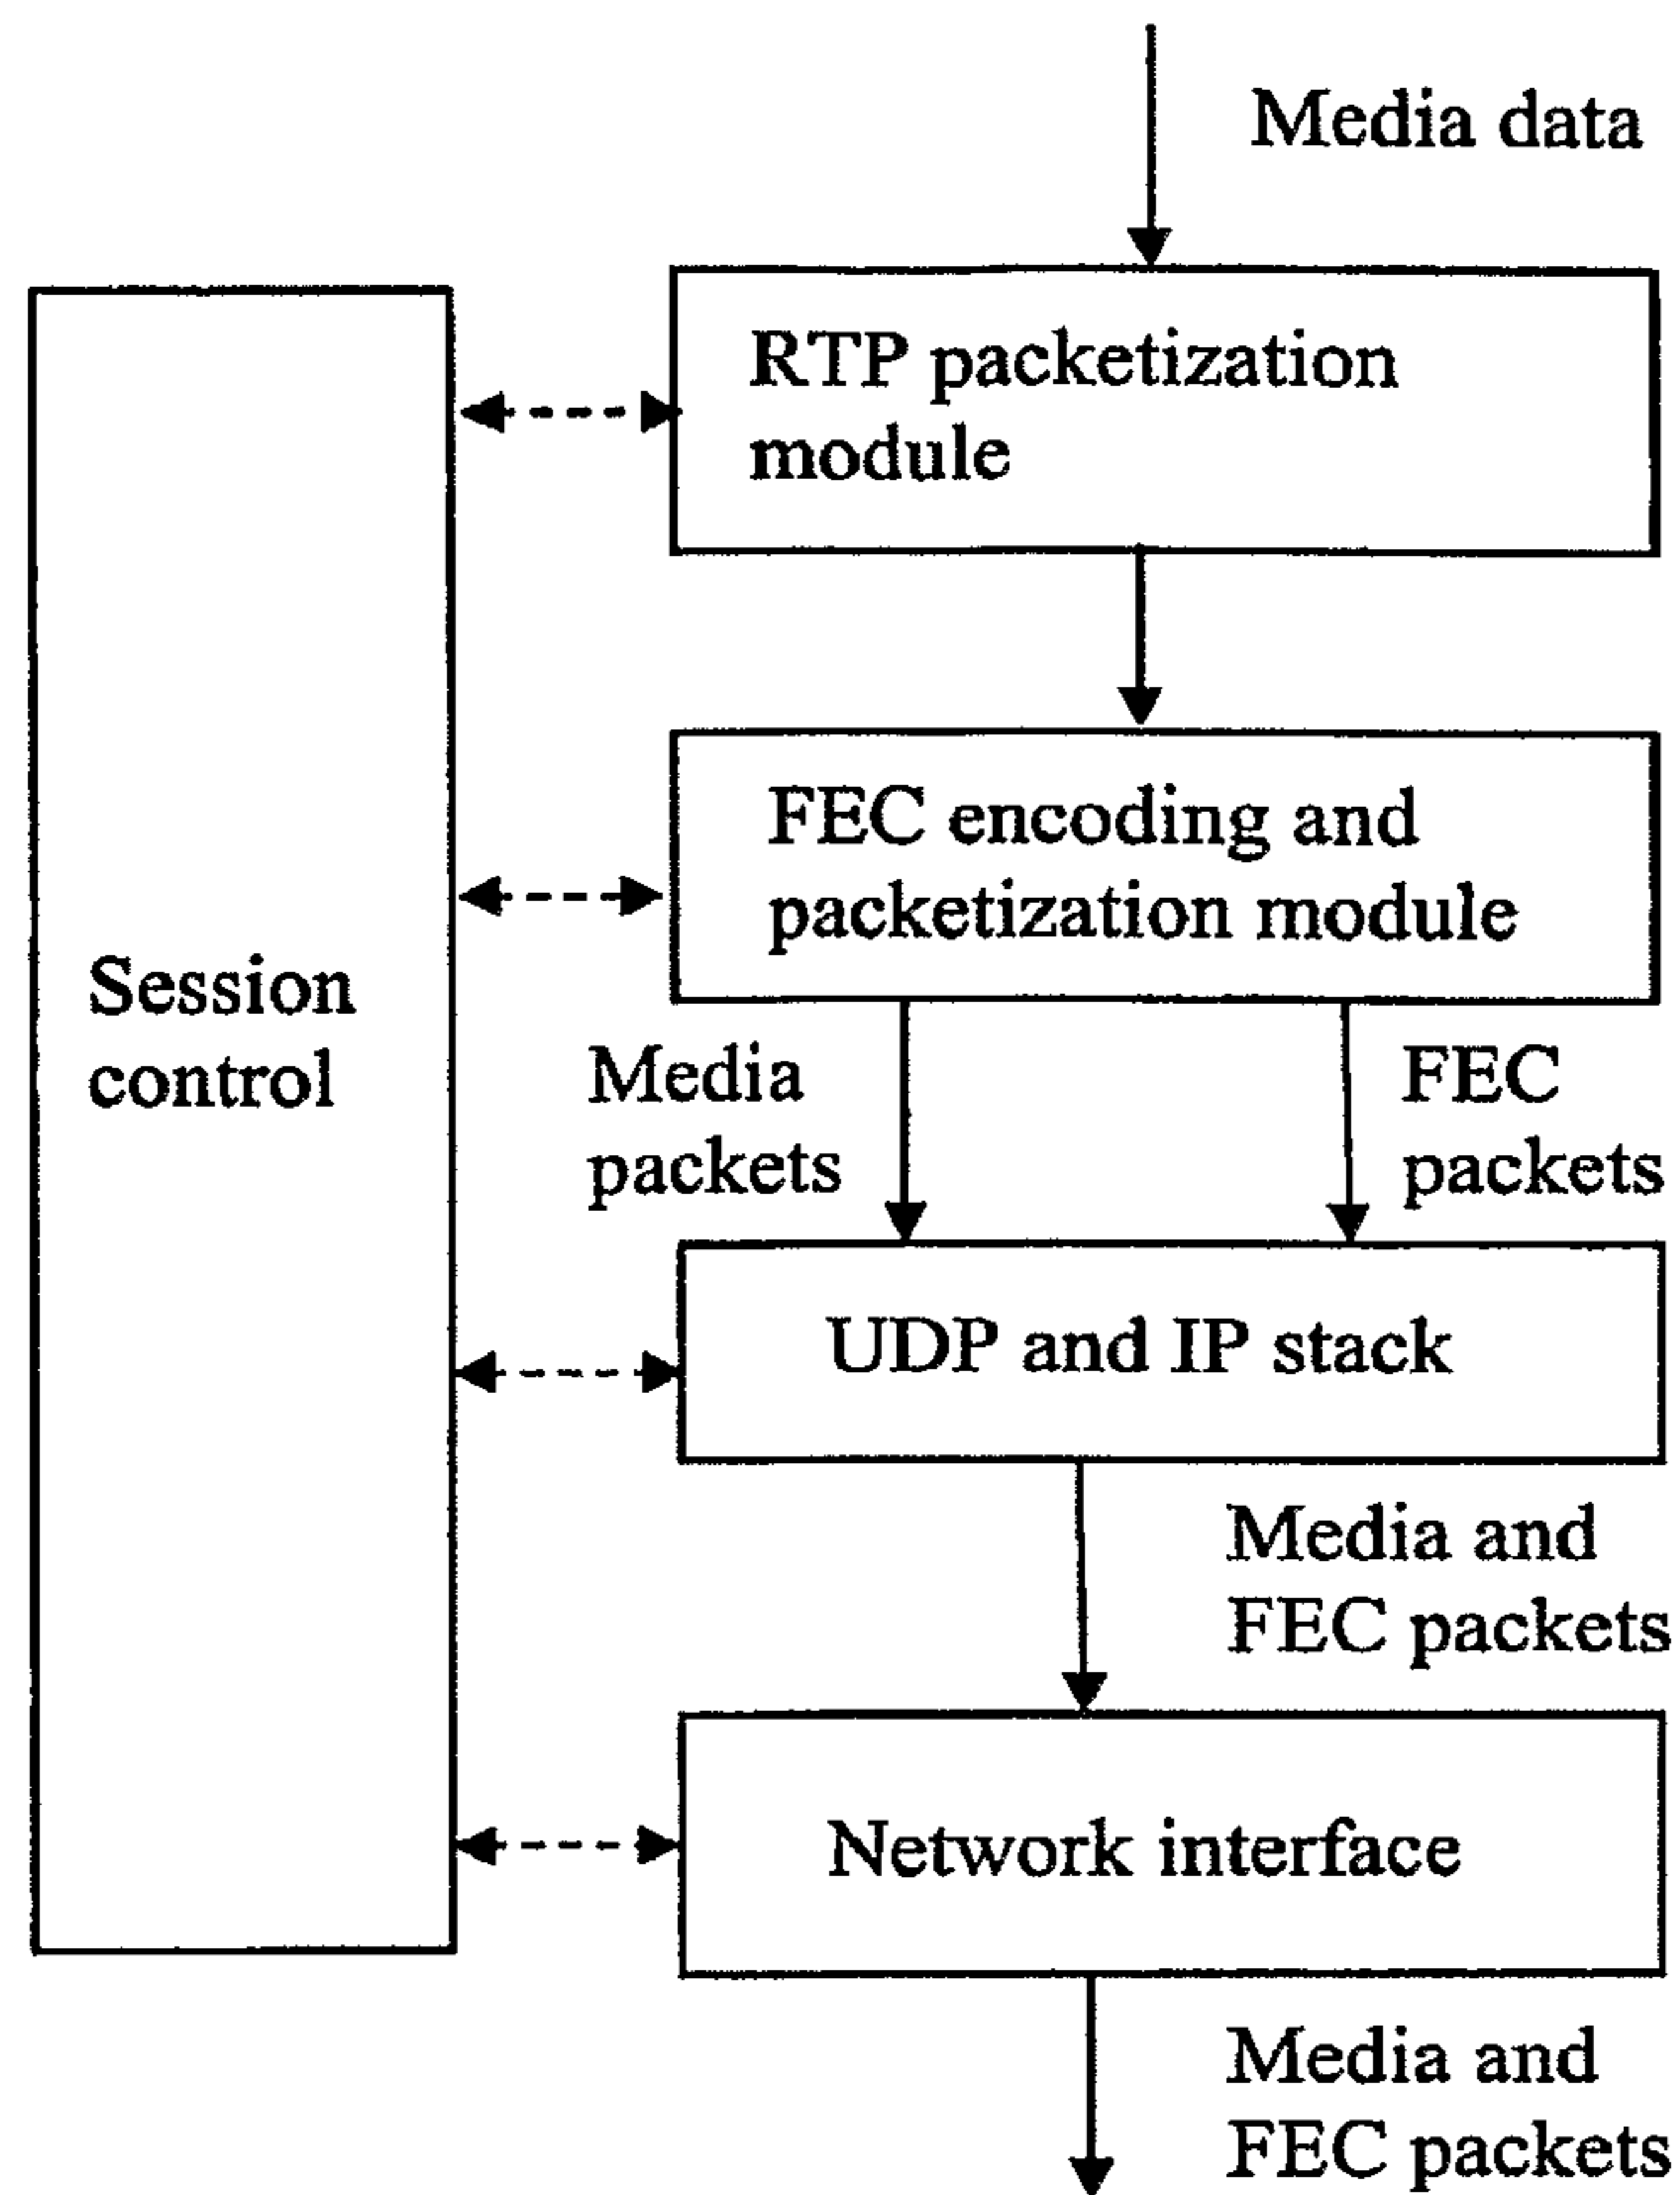 Media data
RTP packetization
module
FEC encoding and
packetization module
Session
control
Media
packets
FEC
packets
UDP and IP stack
Media and
FEC packets
Network interface
Media and
FEC packets